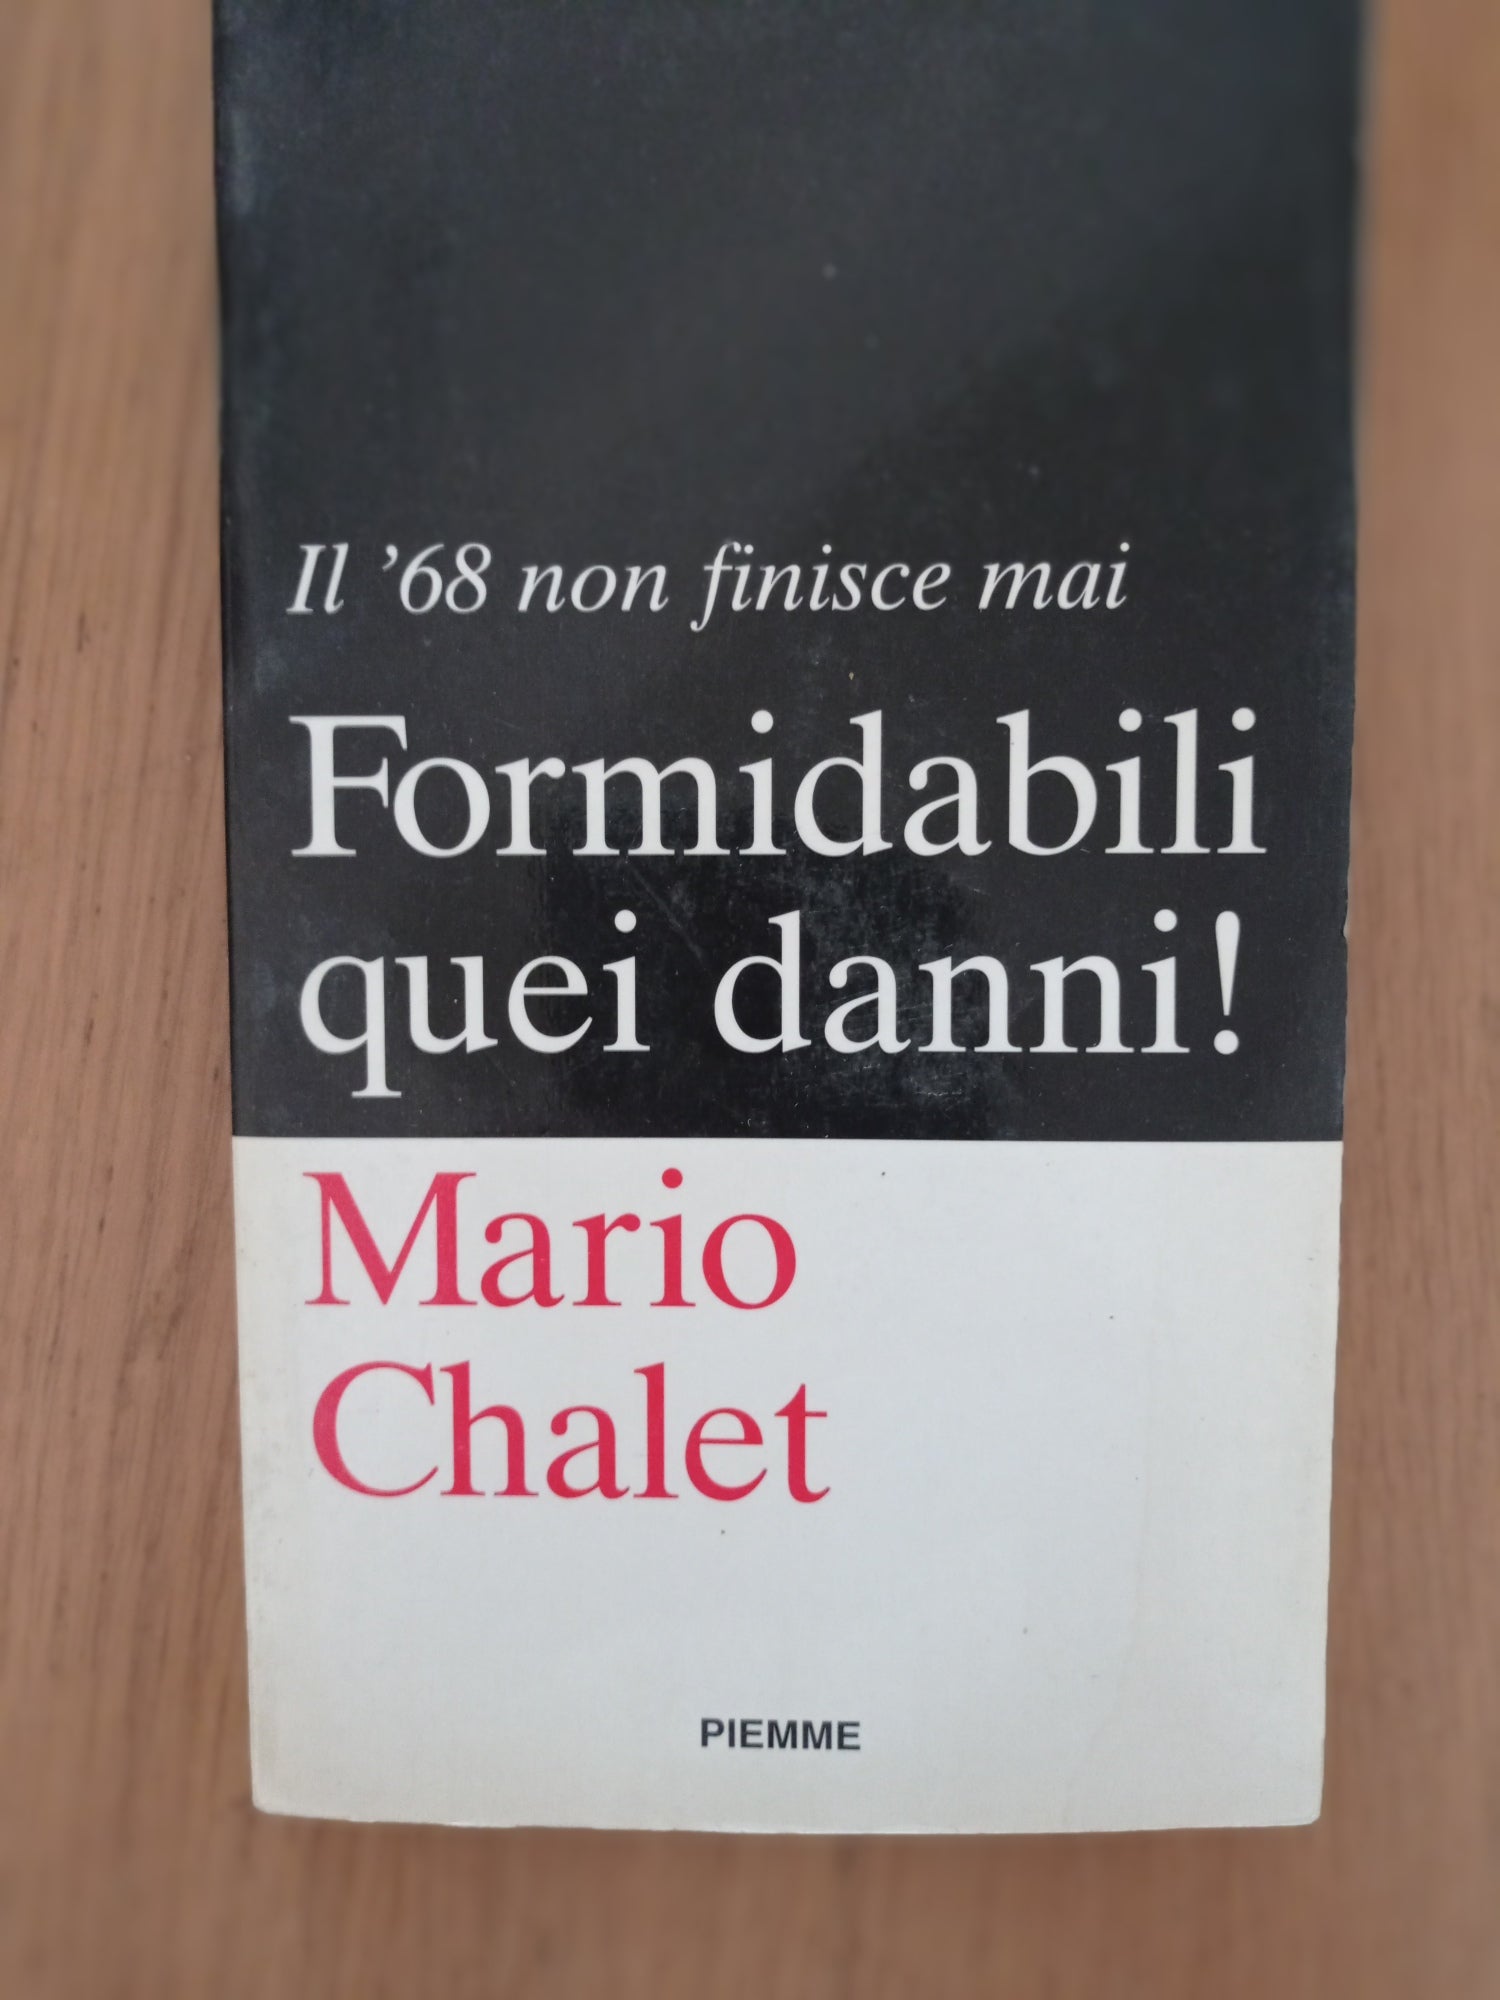 Il ’68 non finisce mai
Formidabili
quei danni!
Mario
Chalet
PIEMME